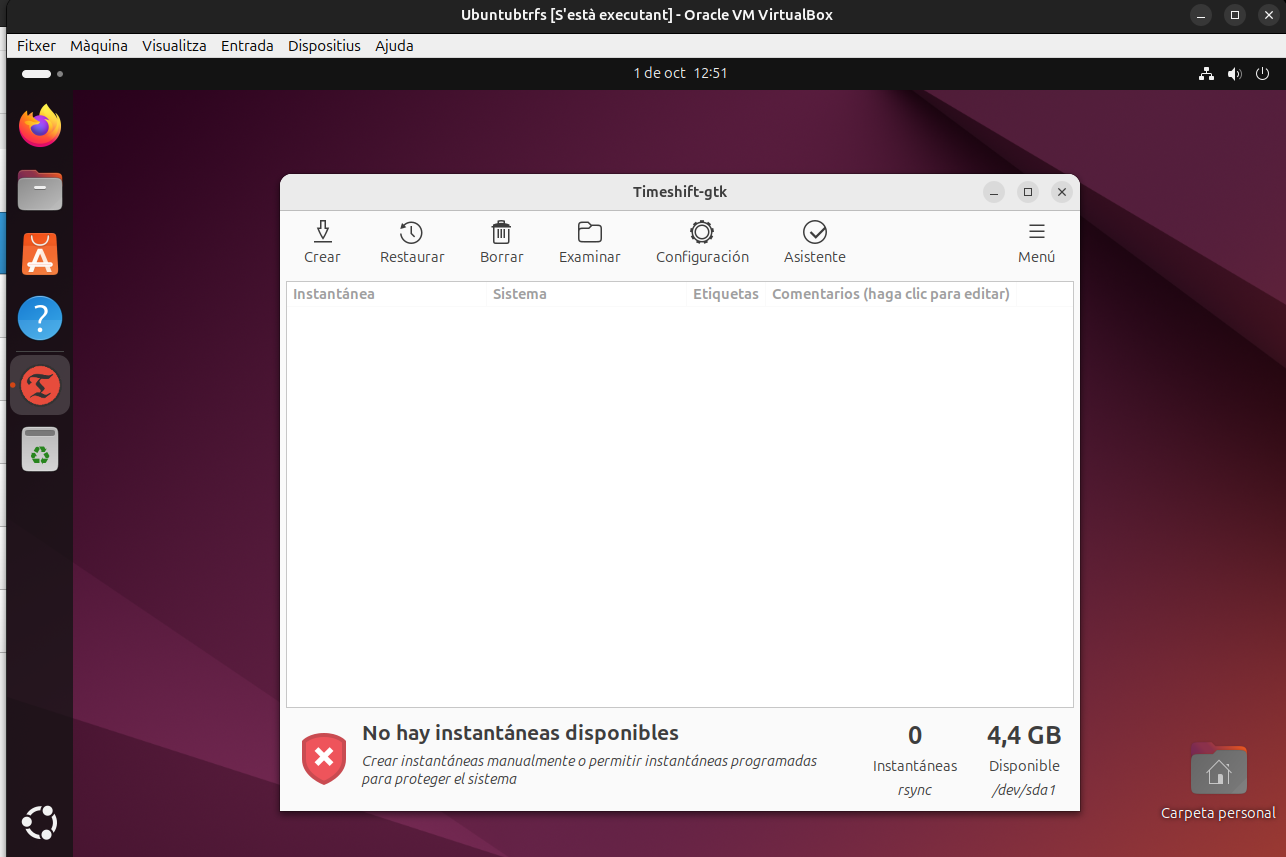 Ubuntubtrfs [S'està executant] - Oracle VM VirtualBox
Fitxer Màquina Visualitza Entrada Dispositius Ajuda
1 de oct 12:51
Timeshift-gtk
Crear Restaurar Borrar Examinar Configuración Asistente Menú
Instantánea Sistema Etiquetas Comentarios (haga clic para editar)
No hay instantáneas disponibles
Crear instantáneas manualmente o permitir instantáneas programadas
para proteger el sistema
0 4,4 GB
Instantáneas Disponible
rsync /dev/sda1
Carpeta personal